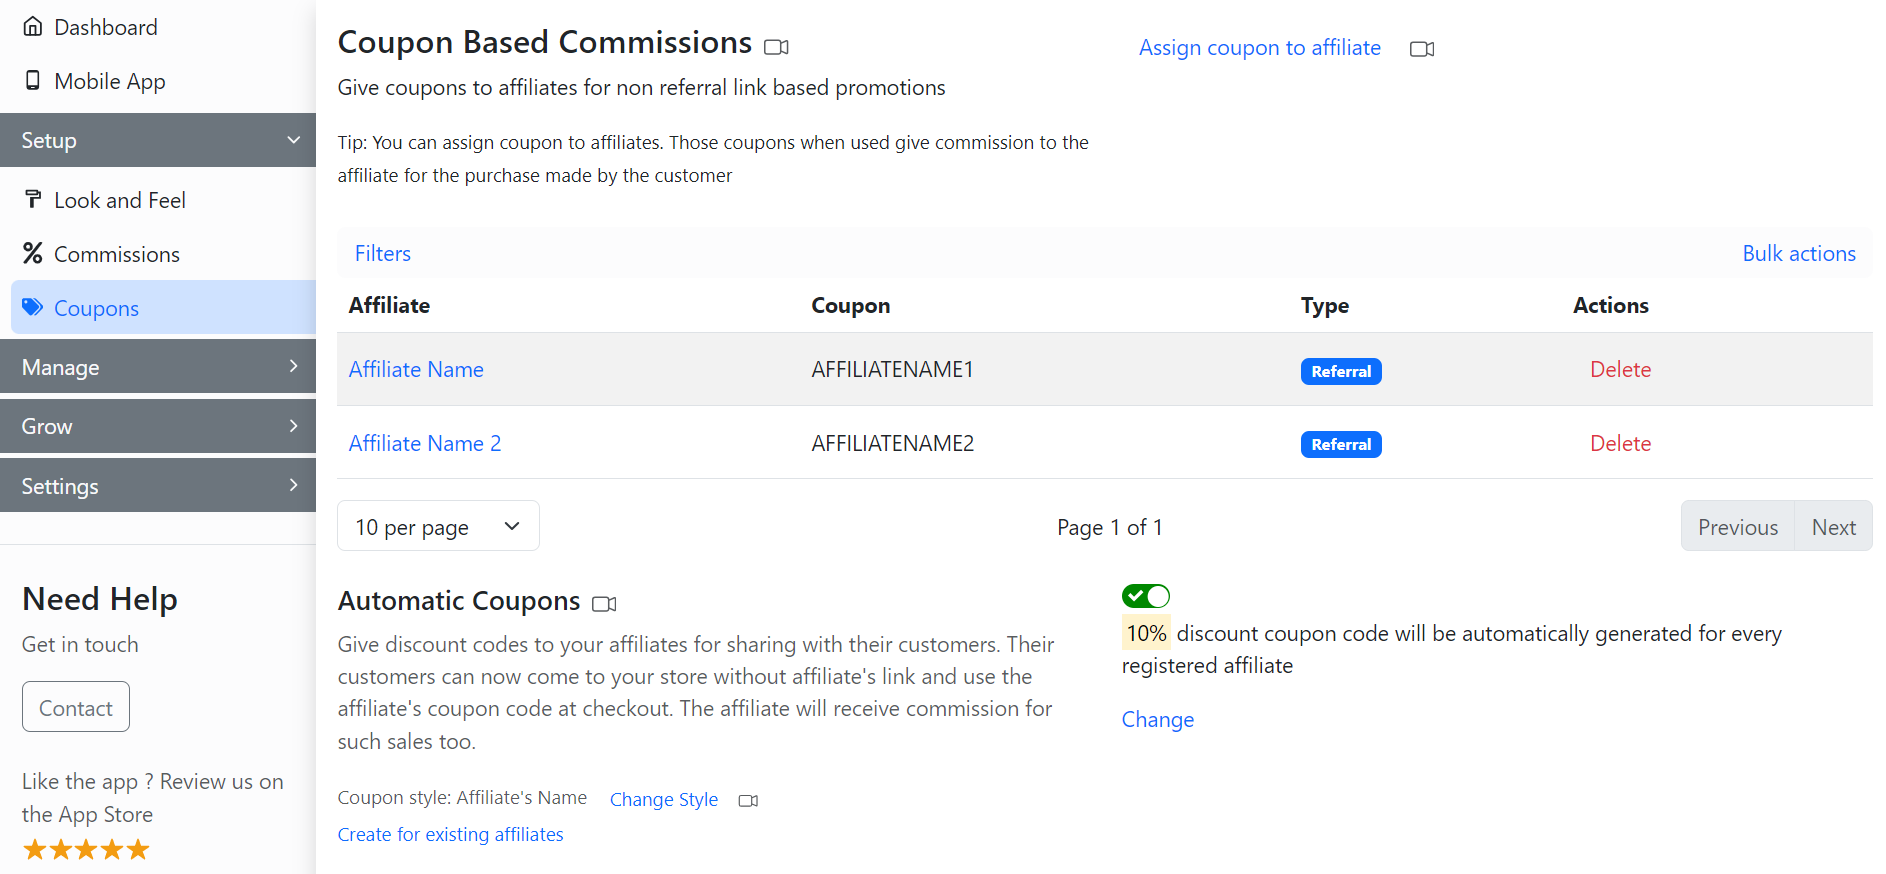 Dashboard
Mobile App
Setup
Look and Feel
Commissions
Coupons
Manage
Grow
Settings
Need Help
Get in touch
Contact
Like the app ? Review us on
the App Store
Coupon Based Commissions
Assign coupon to affiliate
Give coupons to affiliates for non referral link based promotions
Tip: You can assign coupon to affiliates. Those coupons when used give commission to the
affiliate for the purchase made by the customer
Filters
Bulk actions
Affiliate Coupon Type Actions
Affiliate Name AFFILIATENAME1 Referral Delete
Affiliate Name 2 AFFILIATENAME2 Referral Delete
10 per page
Page 1 of 1
Previous Next
Automatic Coupons
Give discount codes to your affiliates for sharing with their customers. Their
customers can now come to your store without affiliate's link and use the
affiliate's coupon code at checkout. The affiliate will receive commission for
such sales too.
Coupon style: Affiliate's Name Change Style
Create for existing affiliates
10% discount coupon code will be automatically generated for every
registered affiliate
Change